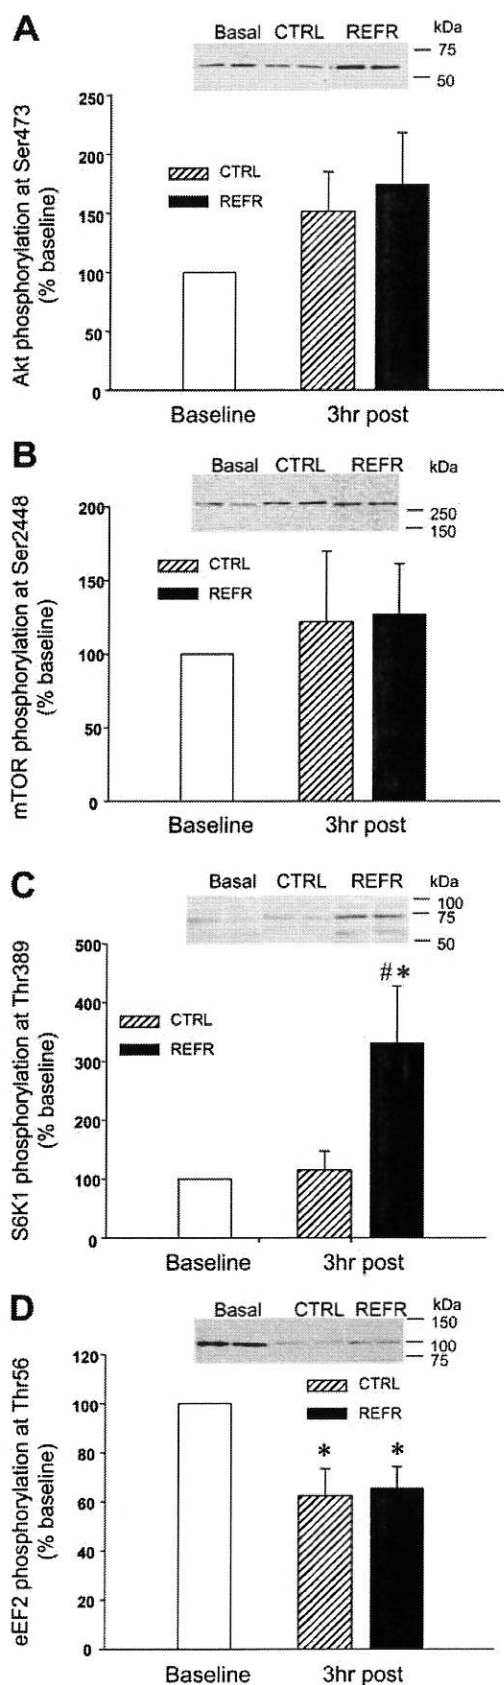 A
Basal CTRL REFR kDa
75
50
Akt phosphorylation at Ser473
(% baseline)
250
200
150
100
50
0
CTRL
REFR
Baseline 3hr post
B
Basal CTRL REFR kDa
250
150
mTOR phosphorylation at Ser2448
(% baseline)
200
150
100
50
0
CTRL
REFR
Baseline 3hr post
C
Basal CTRL REFR kDa
100
75
50
S6K1 phosphorylation at Thr389
(% baseline)
500
400
300
200
100
0
CTRL
REFR
# *
Baseline 3hr post
D
Basal CTRL REFR kDa
150
100
75
eEF2 phosphorylation at Thr56
(% baseline)
120
100
80
60
40
20
0
CTRL
REFR
* *
Baseline 3hr post